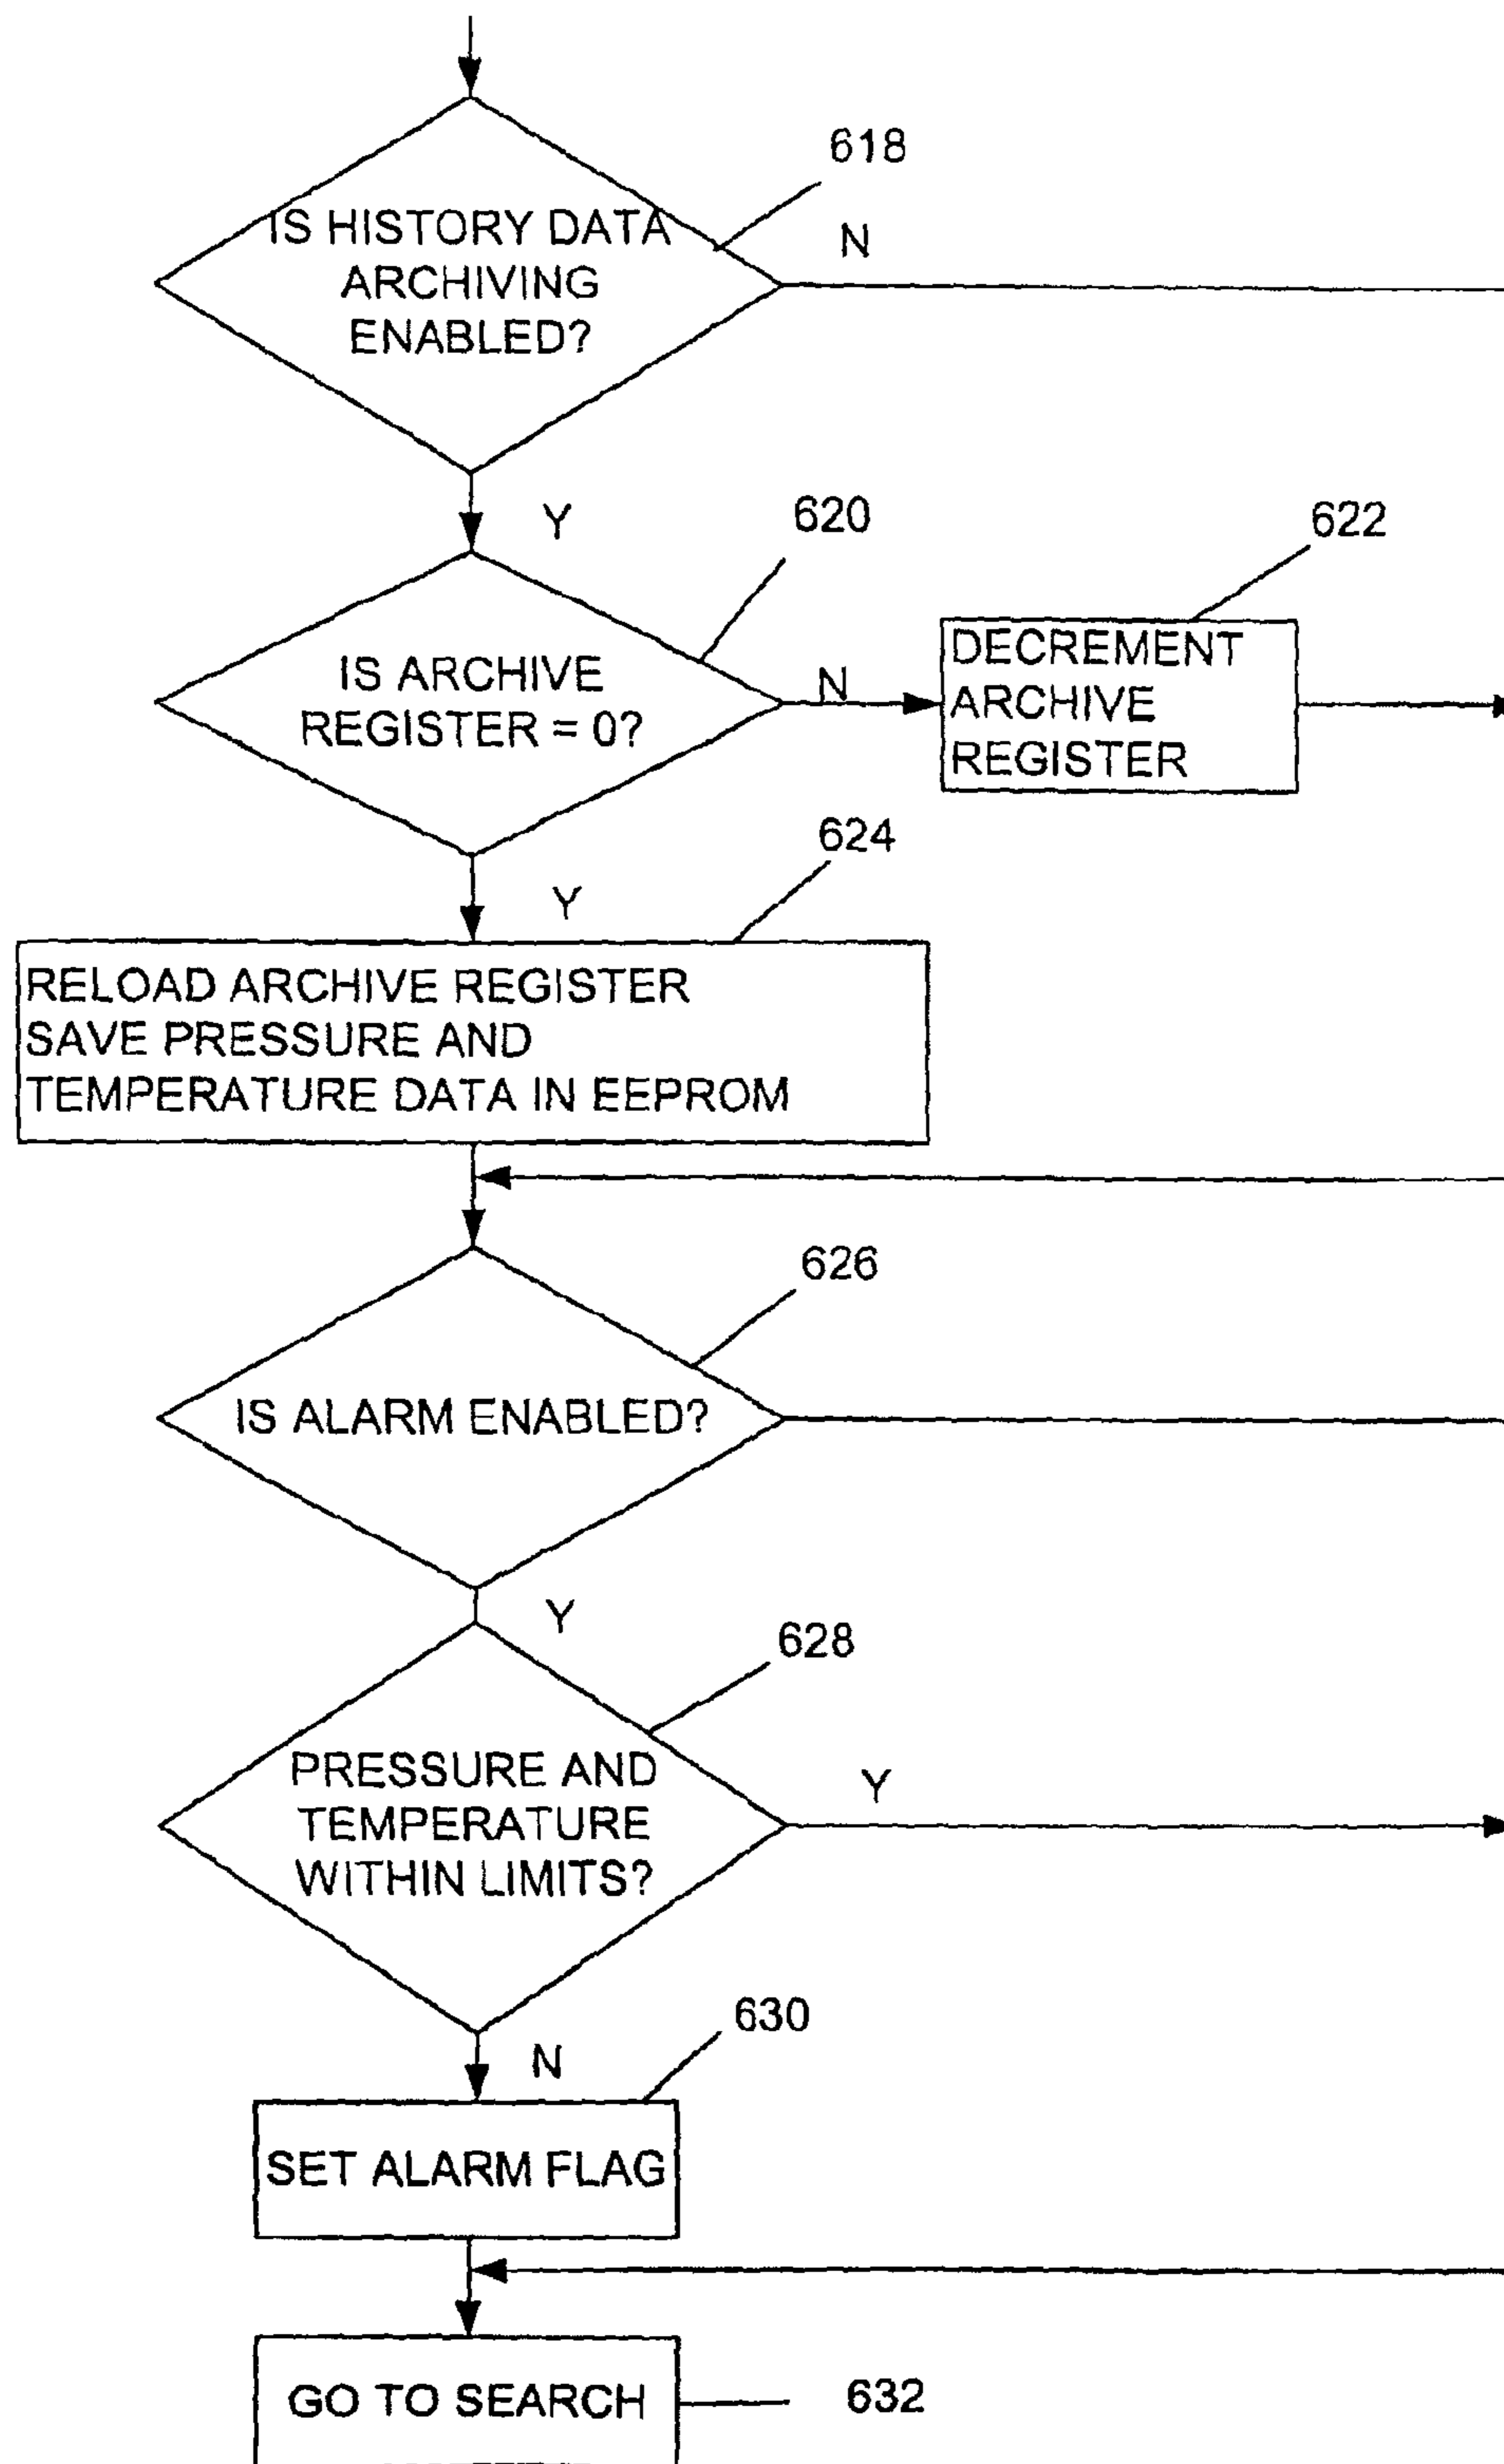 618
IS HISTORY DATA
ARCHIVING
ENABLED?
N
Y
620
622
IS ARCHIVE
REGISTER = 0?
N
DECREMENT
ARCHIVE
REGISTER
624
Y
RELOAD ARCHIVE REGISTER
SAVE PRESSURE AND
TEMPERATURE DATA IN EEPROM
626
IS ALARM ENABLED?
Y
628
PRESSURE AND
TEMPERATURE
WITHIN LIMITS?
Y
630
N
SET ALARM FLAG
GO TO SEARCH
632